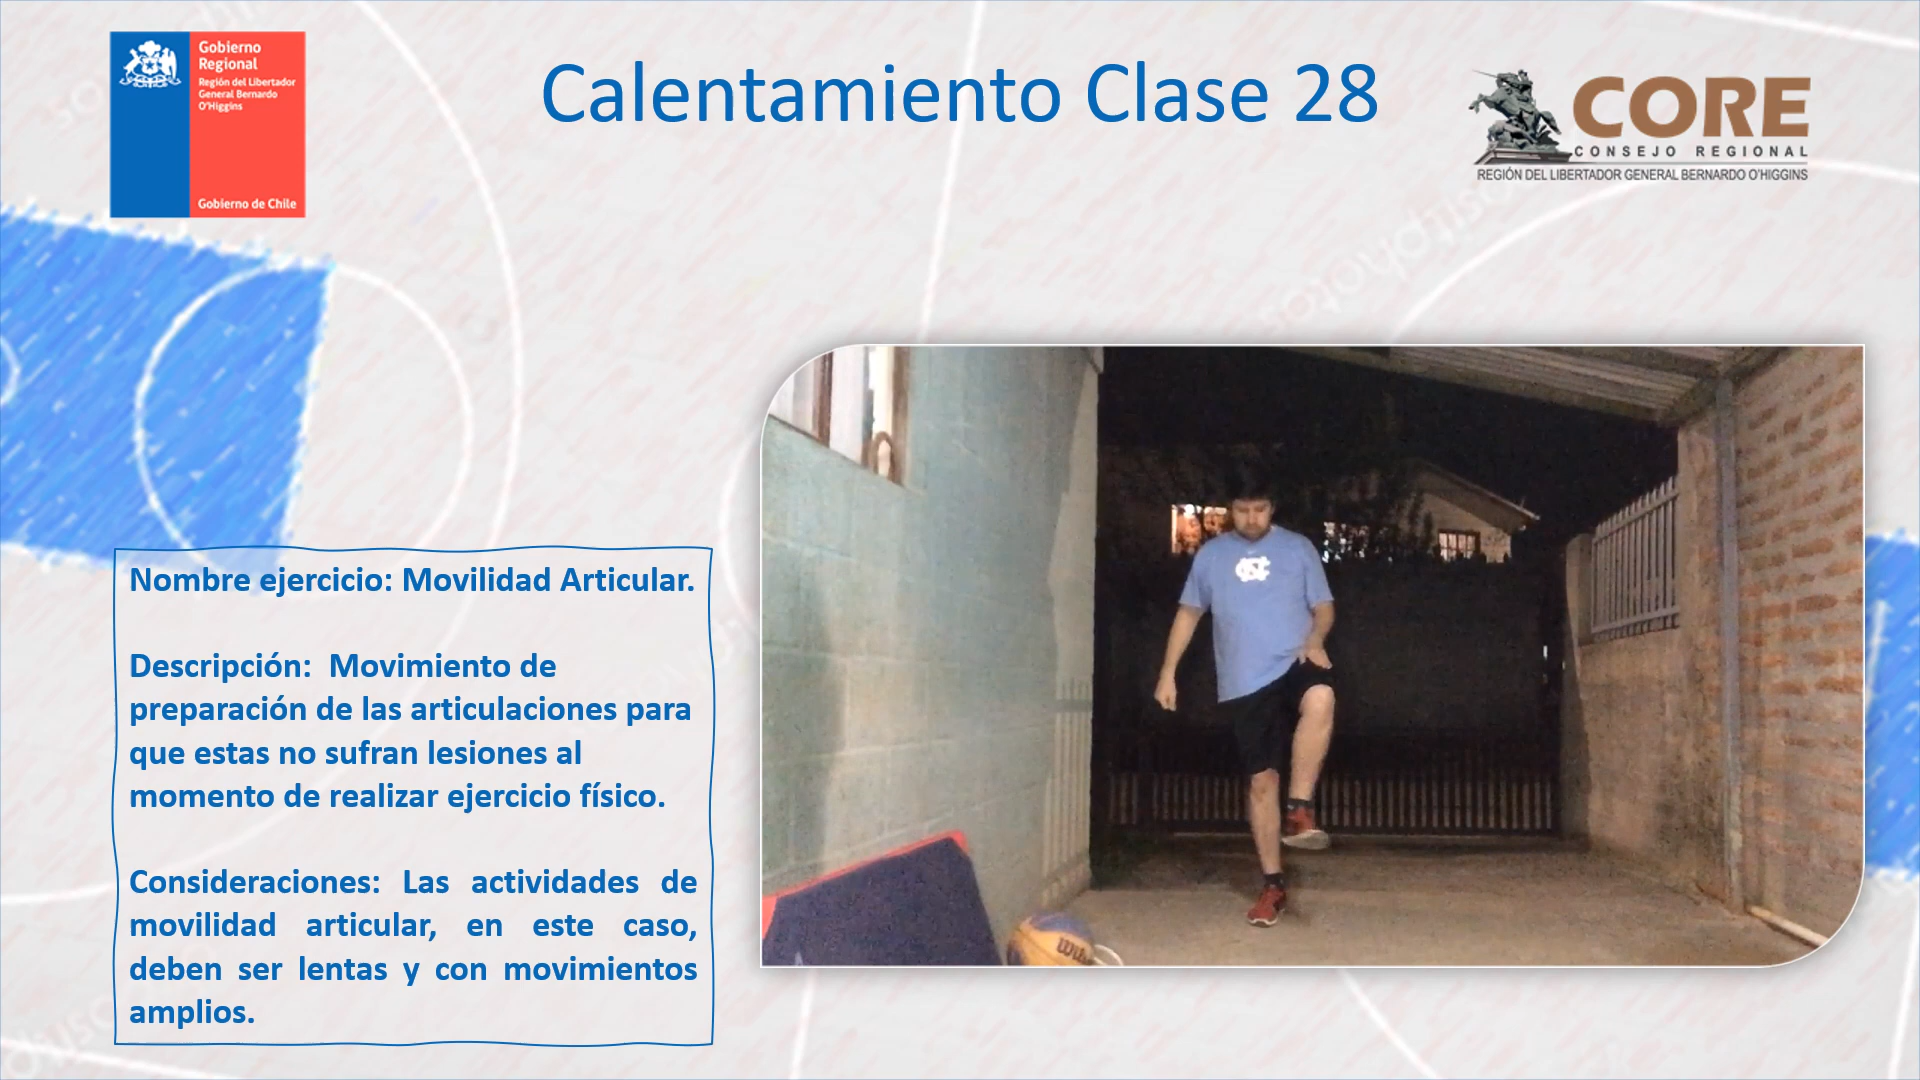 Gobierno
Regional
Región del Libertador
General Bernardo
O'Higgins
Gobierno de Chile
Calentamiento Clase 28
CORE
CONSEJO REGIONAL
REGIÓN DEL LIBERTADOR GENERAL BERNARDO O'HIGGINS
Nombre ejercicio: Movilidad Articular.
Descripción: Movimiento de
preparación de las articulaciones para
que estas no sufran lesiones al
momento de realizar ejercicio físico.
Consideraciones: Las actividades de
movilidad articular, en este caso,
deben ser lentas y con movimientos
amplios.
NC